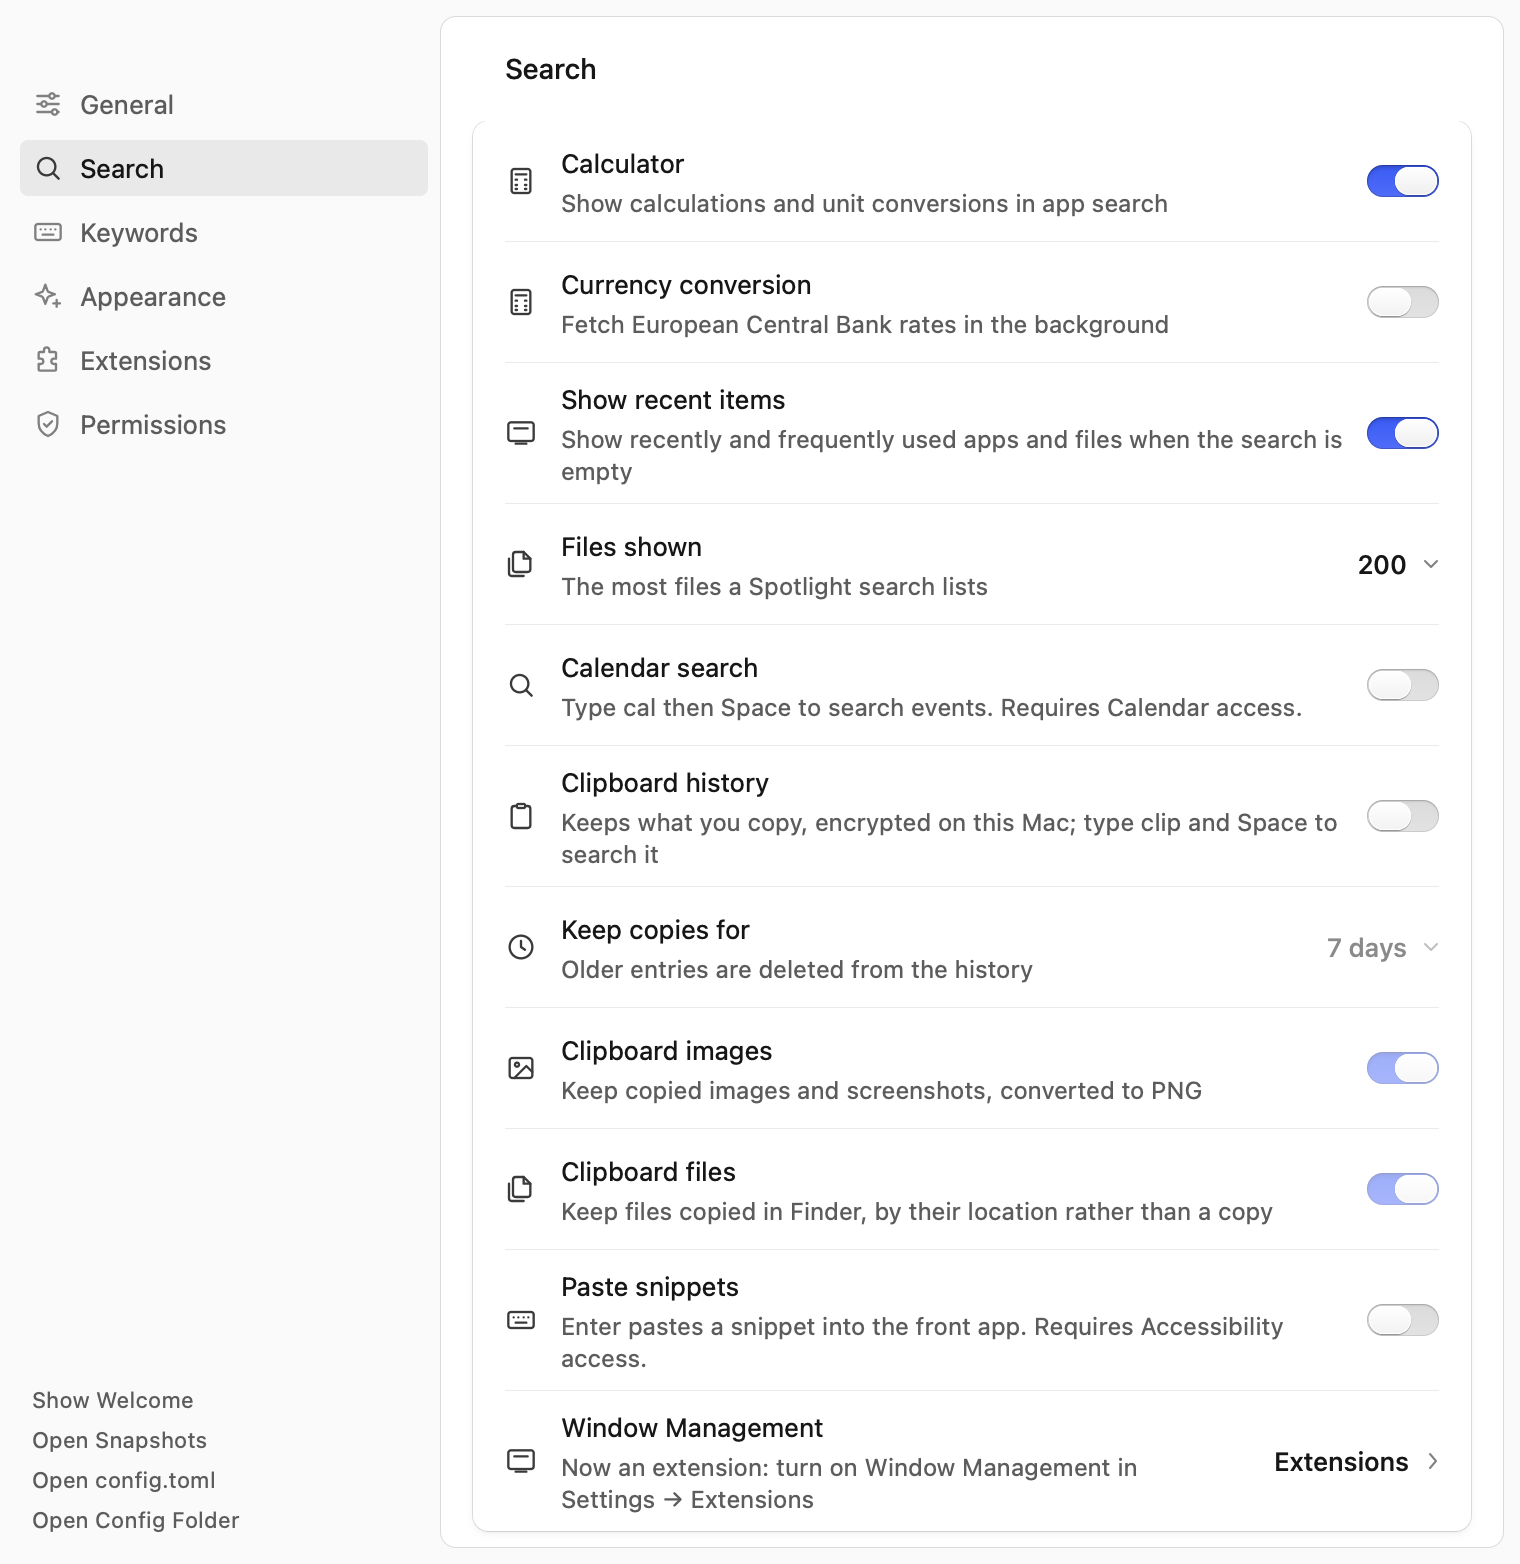 General
Search
Keywords
Appearance
Extensions
Permissions
Show Welcome
Open Snapshots
Open config.toml
Open Config Folder
Search
Calculator
Show calculations and unit conversions in app search
Currency conversion
Fetch European Central Bank rates in the background
Show recent items
Show recently and frequently used apps and files when the search is
empty
Files shown
The most files a Spotlight search lists
200
Calendar search
Type cal then Space to search events. Requires Calendar access.
Clipboard history
Keeps what you copy, encrypted on this Mac; type clip and Space to
search it
Keep copies for
Older entries are deleted from the history
7 days
Clipboard images
Keep copied images and screenshots, converted to PNG
Clipboard files
Keep files copied in Finder, by their location rather than a copy
Paste snippets
Enter pastes a snippet into the front app. Requires Accessibility
access.
Window Management
Now an extension: turn on Window Management in
Settings → Extensions
Extensions